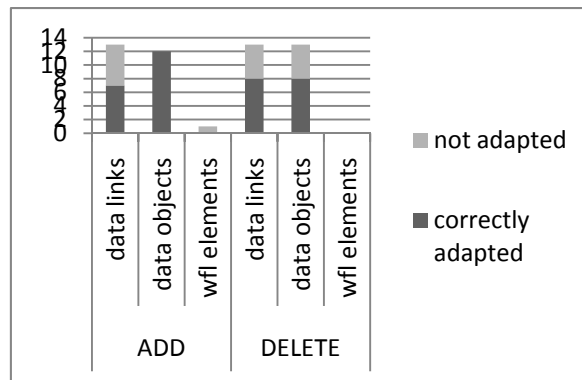 14
12
10
8
6
4
2
0
data links
data objects
wfl elements
data links
data objects
wfl elements
ADD
DELETE
not adapted
correctly
adapted